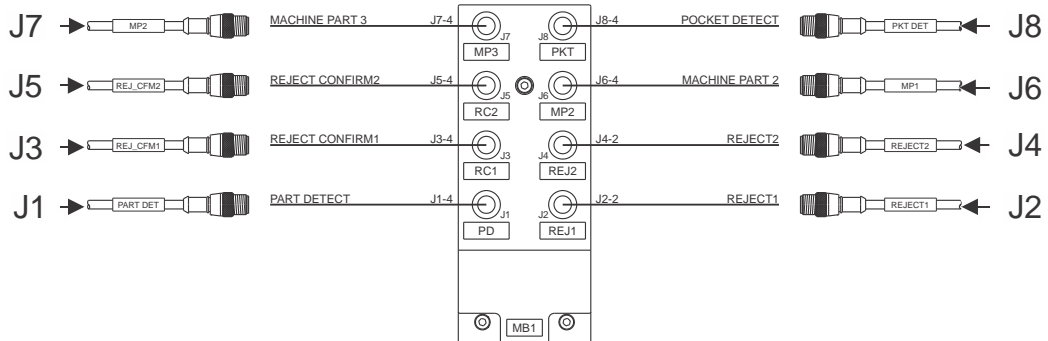 J7 MP2 MACHINE PART 3 J7-4 J7 MP3 J8 PKT J8-4 POCKET DETECT PKT DET J8
J5 REJ_CFM2 REJECT CONFIRM2 J5-4 J5 RC2 J6 MP2 J6-4 MACHINE PART 2 MP1 J6
J3 REJ_CFM1 REJECT CONFIRM1 J3-4 J3 RC1 J4 REJ2 J4-2 REJECT2 REJECT2 J4
J1 PART DET PART DETECT J1-4 J1 PD J2 REJ1 J2-2 REJECT1 REJECT1 J2
MB1